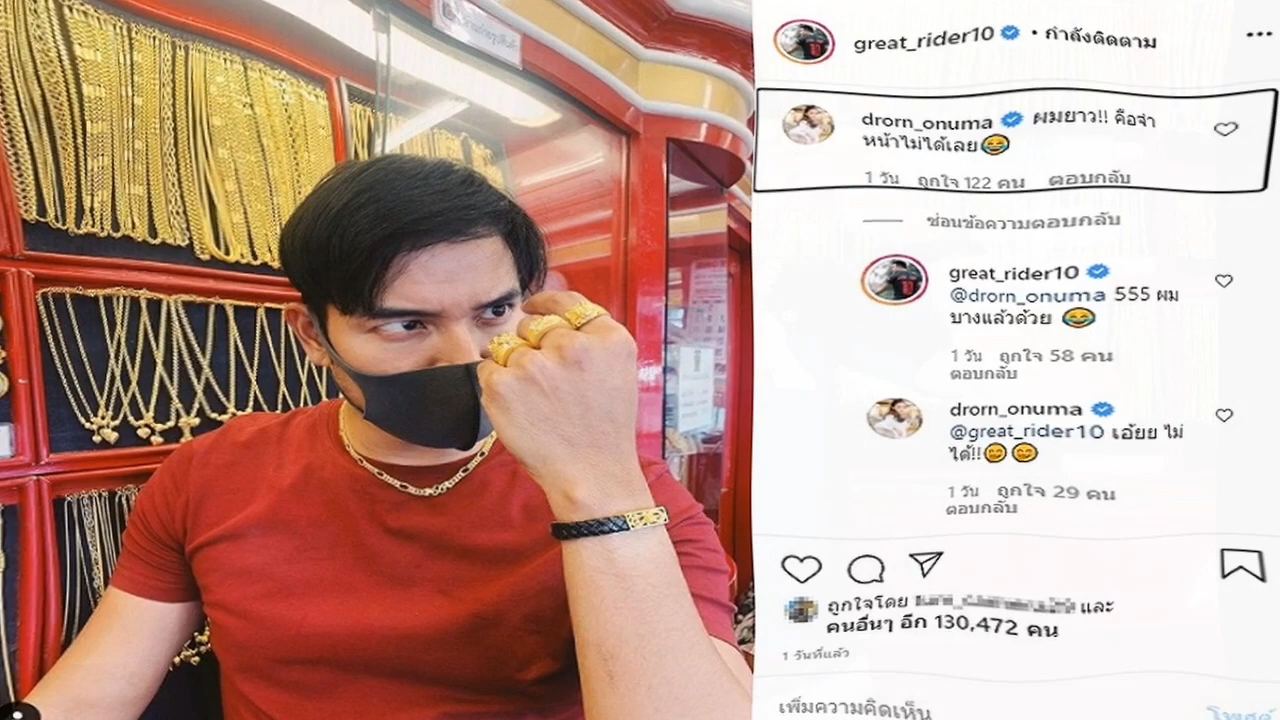 great_rider10 • กำลังติดตาม
drorn_onuma ผมยาว!! คือจำ
หน้าไม่ได้เลย😂
1 วัน ถูกใจ 122 คน ตอบกลับ
ซ่อนข้อความตอบกลับ
great_rider10
@drorn_onuma 555 ผม
บางแล้วด้วย 😂
1 วัน ถูกใจ 58 คน
ตอบกลับ
drorn_onuma
@great_rider10 เอ้ยย ไม่
ได้!!😁😁
1 วัน ถูกใจ 29 คน
ตอบกลับ
ถูกใจโดย และ
คนอื่นๆ อีก 130,472 คน
1 วันที่แล้ว
เพิ่มความคิดเห็น
โพสต์